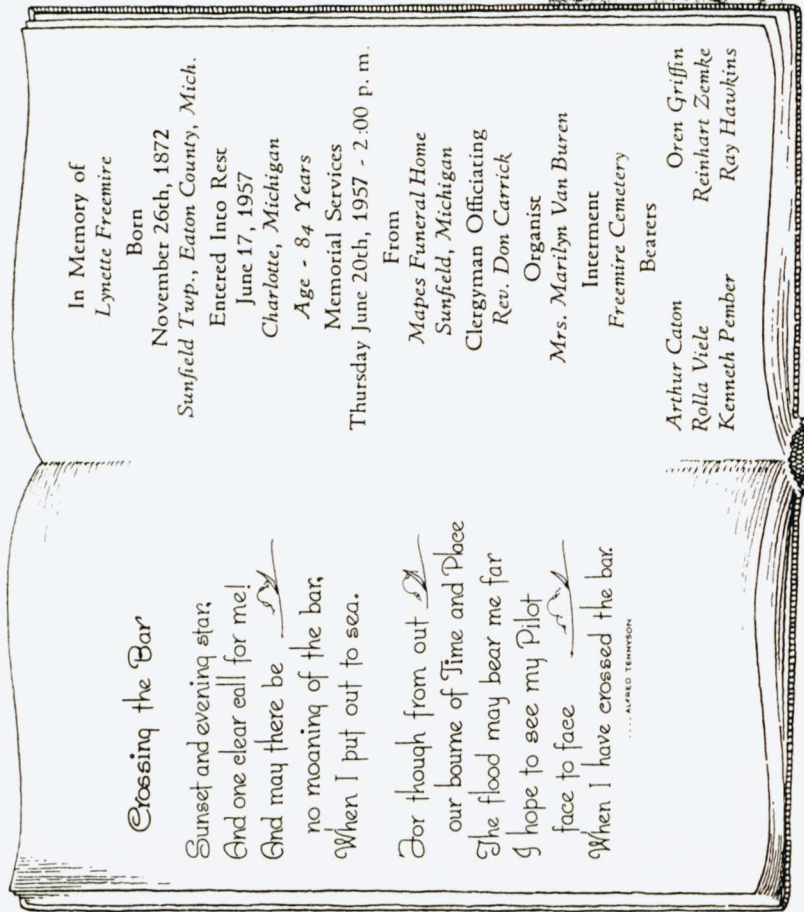 Crossing the Bar
Sunset and evening star,
And one clear call for me!
And may there be
no moaning of the bar,
When I put out to sea.
For though from out
our bourne of Time and Place
The flood may bear me far
I hope to see my Pilot
face to face
When I have crossed the bar.
....ALFRED TENNYSON
In Memory of
Lynette Freemire
Born
November 26th, 1872
Sunfield Twp., Eaton County, Mich.
Entered Into Rest
June 17, 1957
Charlotte, Michigan
Age - 84 Years
Memorial Services
Thursday June 20th, 1957 - 2:00 p. m.
From
Mapes Funeral Home
Sunfield, Michigan
Clergyman Officiating
Rev. Don Carrick
Organist
Mrs. Marilyn Van Buren
Interment
Freemire Cemetery
Bearers
Arthur Caton Oren Griffin
Rolla Viele Reinhart Zemke
Kenneth Pember Ray Hawkins